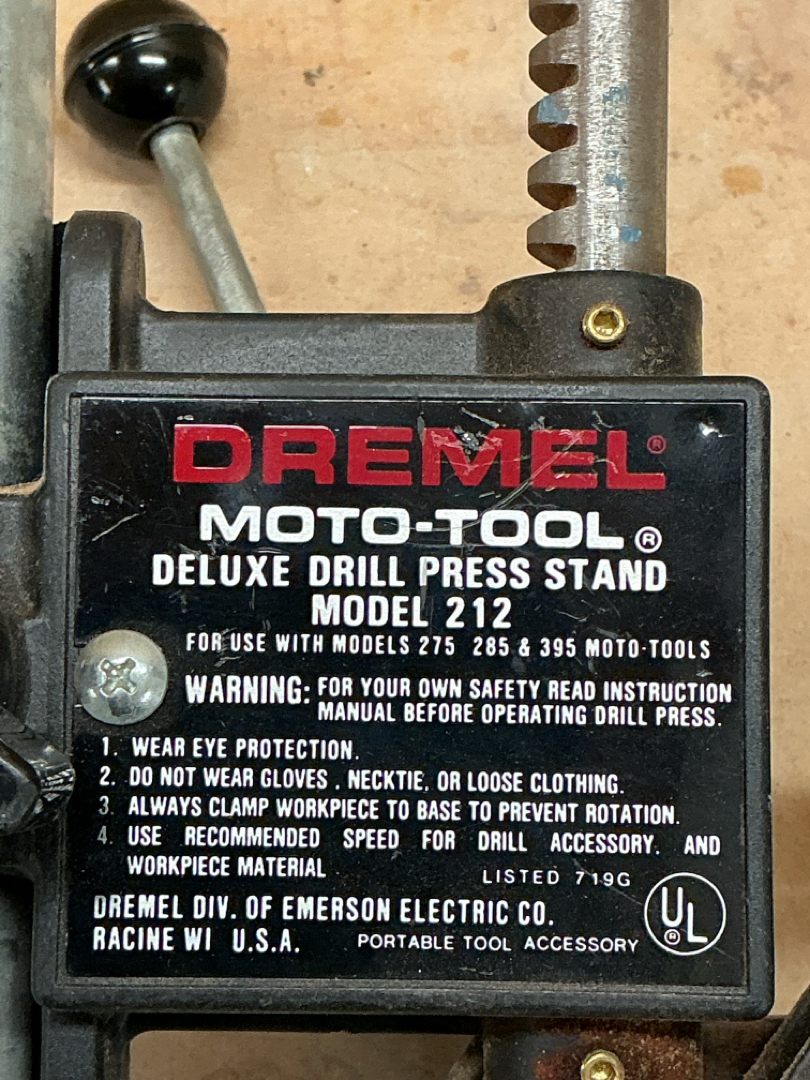 DREMEL®
MOTO-TOOL®
DELUXE DRILL PRESS STAND
MODEL 212
FOR USE WITH MODELS 275 285 & 395 MOTO-TOOLS
WARNING: FOR YOUR OWN SAFETY READ INSTRUCTION
MANUAL BEFORE OPERATING DRILL PRESS.
1. WEAR EYE PROTECTION.
2. DO NOT WEAR GLOVES , NECKTIE, OR LOOSE CLOTHING.
3. ALWAYS CLAMP WORKPIECE TO BASE TO PREVENT ROTATION.
4. USE RECOMMENDED SPEED FOR DRILL ACCESSORY. AND
WORKPIECE MATERIAL
LISTED 719G
UL®
DREMEL DIV. OF EMERSON ELECTRIC CO.
RACINE WI U.S.A.
PORTABLE TOOL ACCESSORY